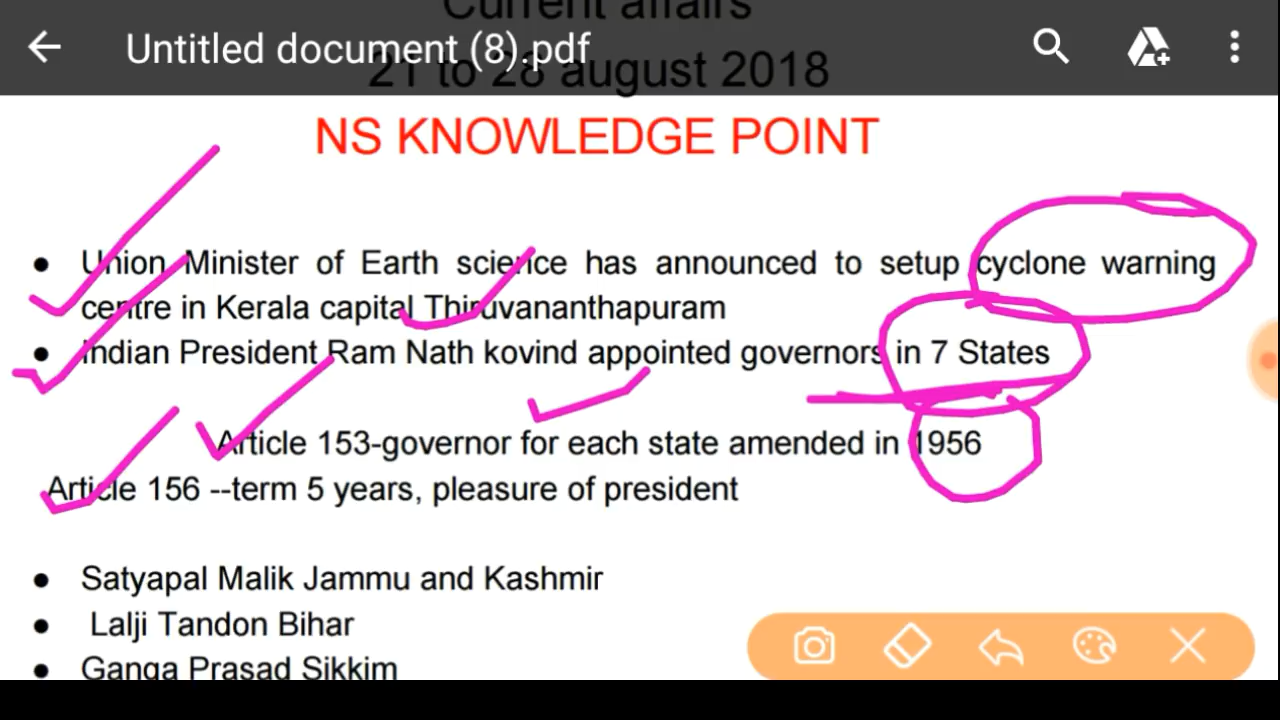 Current affairs
Untitled document (8).pdf
21 to 28 august 2018
NS KNOWLEDGE POINT
• Union Minister of Earth science has announced to setup cyclone warning
centre in Kerala capital Thiruvananthapuram
• Indian President Ram Nath kovind appointed governors in 7 States
Article 153-governor for each state amended in 1956
Article 156 --term 5 years, pleasure of president
• Satyapal Malik Jammu and Kashmir
• Lalji Tandon Bihar
• Ganga Prasad Sikkim